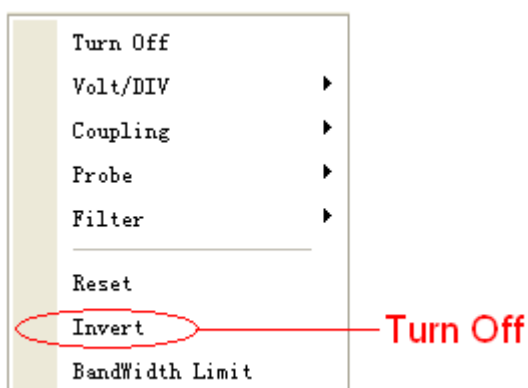 Turn Off
Volt/DIV
Coupling
Probe
Filter
Reset
Invert
Turn Off
BandWidth Limit